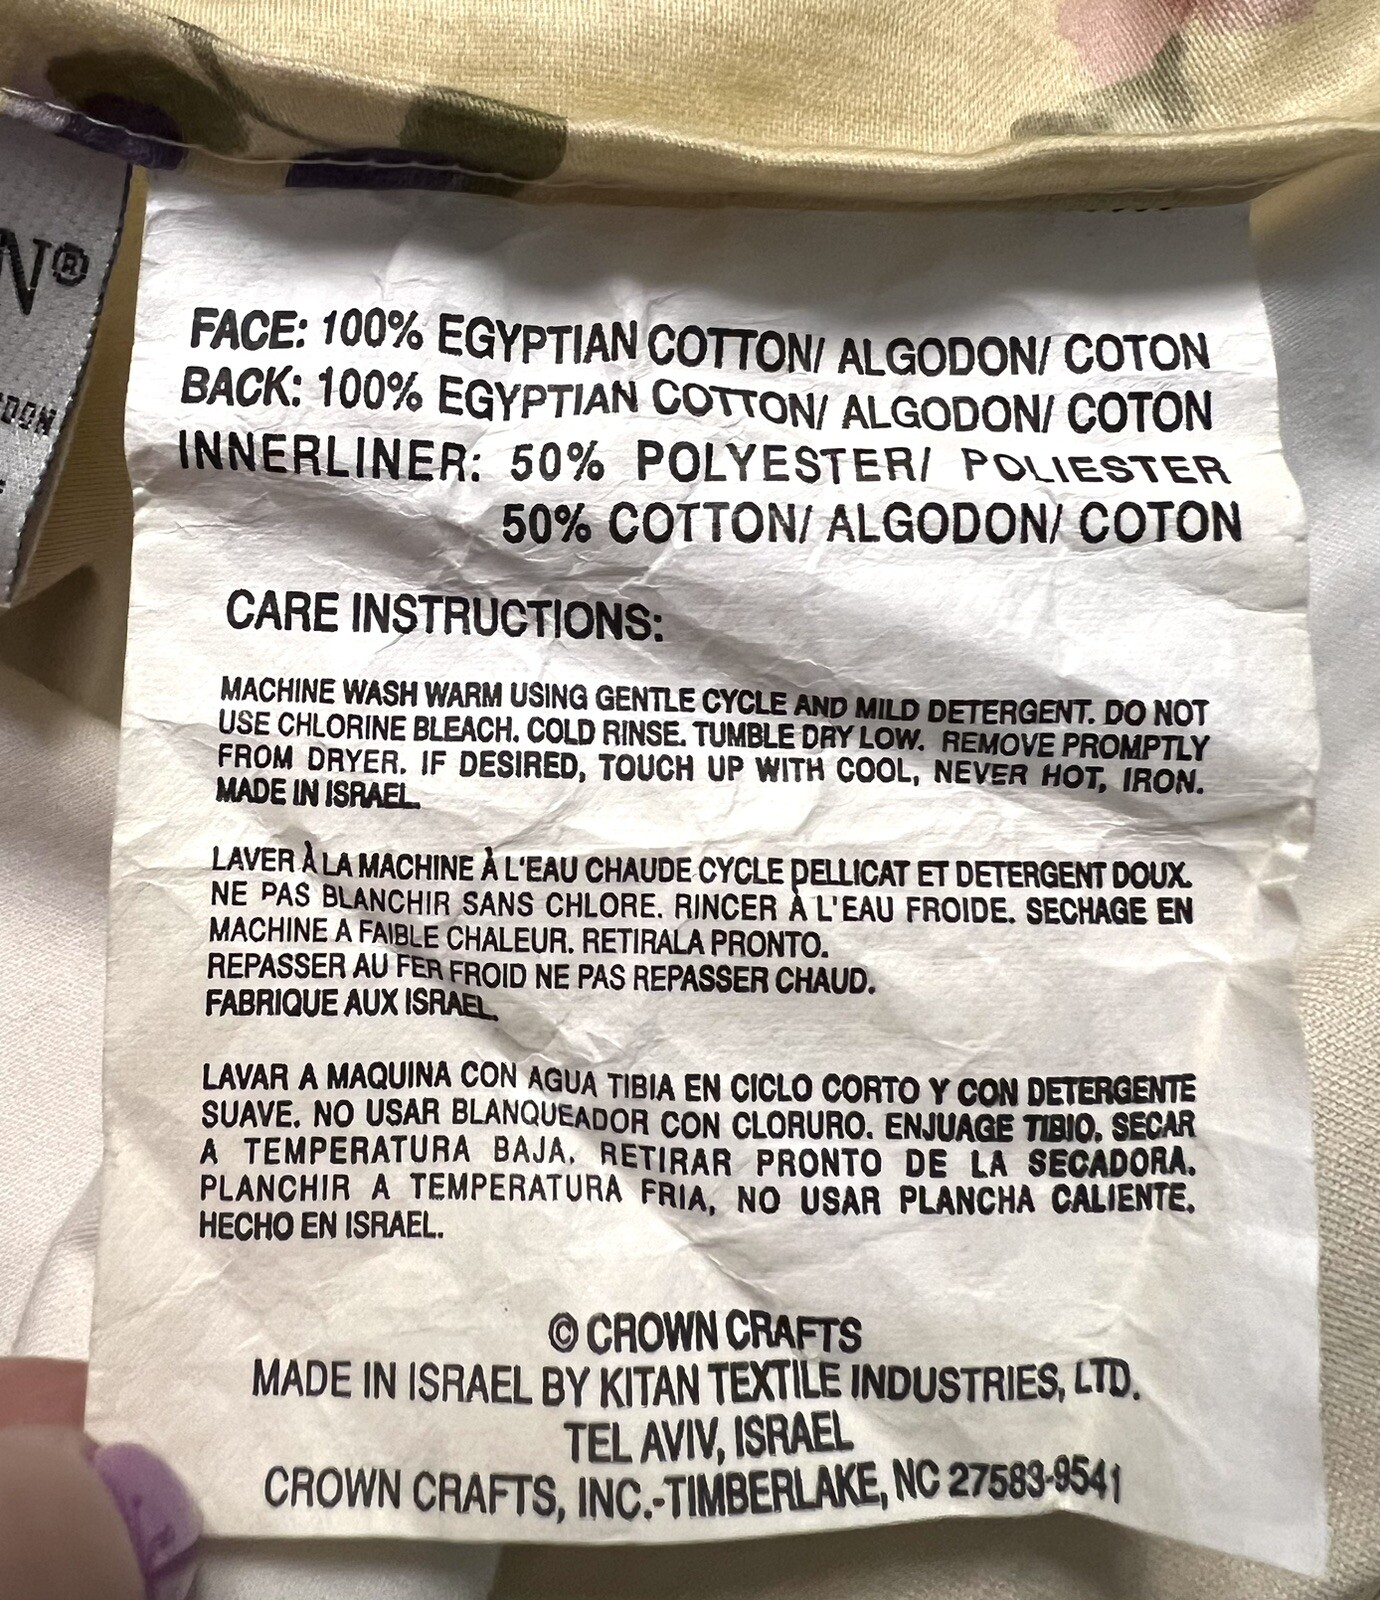 N®
FACE: 100% EGYPTIAN COTTON/ ALGODON/ COTON
BACK: 100% EGYPTIAN COTTON/ ALGODON/ COTON
INNERLINER: 50% POLYESTER/ POLIESTER
50% COTTON/ ALGODON/ COTON
CARE INSTRUCTIONS:
MACHINE WASH WARM USING GENTLE CYCLE AND MILD DETERGENT. DO NOT
USE CHLORINE BLEACH. COLD RINSE. TUMBLE DRY LOW. REMOVE PROMPTLY
FROM DRYER. IF DESIRED, TOUCH UP WITH COOL, NEVER HOT, IRON.
MADE IN ISRAEL.
LAVER À LA MACHINE À L'EAU CHAUDE CYCLE DELLICAT ET DETERGENT DOUX.
NE PAS BLANCHIR SANS CHLORE. RINCER À L'EAU FROIDE. SECHAGE EN
MACHINE A FAIBLE CHALEUR. RETIRALA PRONTO.
REPASSER AU FER FROID NE PAS REPASSER CHAUD.
FABRIQUE AUX ISRAEL.
LAVAR A MAQUINA CON AGUA TIBIA EN CICLO CORTO Y CON DETERGENTE
SUAVE. NO USAR BLANQUEADOR CON CLORURO. ENJUAGE TIBIO. SECAR
A TEMPERATURA BAJA. RETIRAR PRONTO DE LA SECADORA.
PLANCHIR A TEMPERATURA FRIA, NO USAR PLANCHA CALIENTE.
HECHO EN ISRAEL.
© CROWN CRAFTS
MADE IN ISRAEL BY KITAN TEXTILE INDUSTRIES, LTD.
TEL AVIV, ISRAEL
CROWN CRAFTS, INC.-TIMBERLAKE, NC 27583-9541